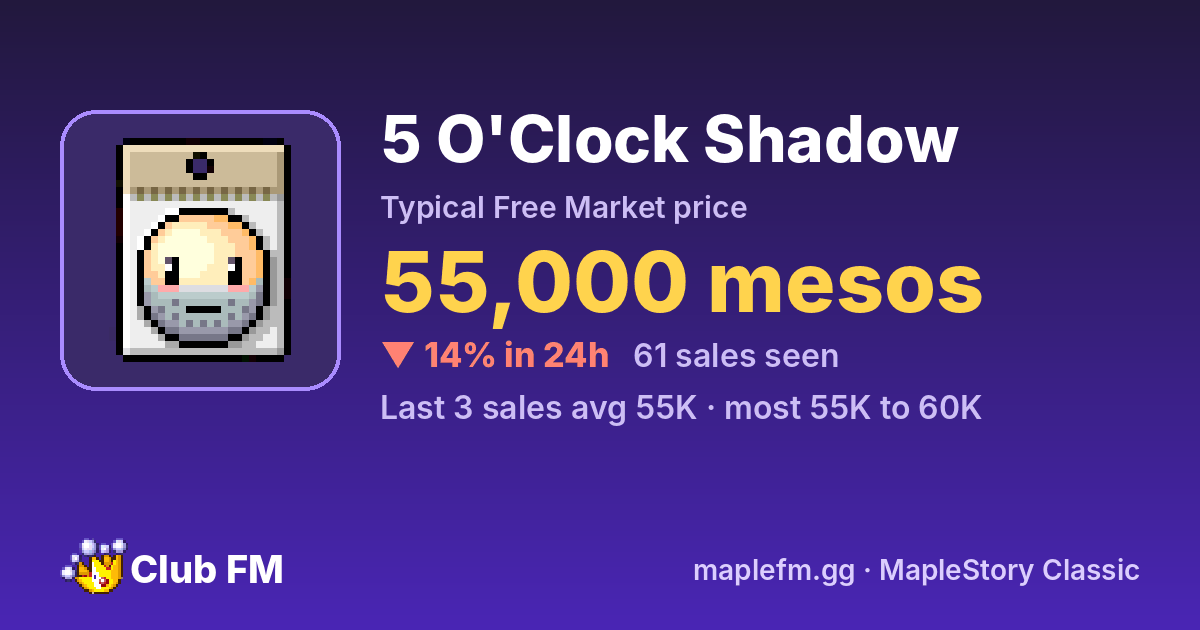 5 O'Clock Shadow
Typical Free Market price
55,000 mesos
▼ 14% in 24h 61 sales seen
Last 3 sales avg 55K · most 55K to 60K
Club FM
maplefm.gg · MapleStory Classic